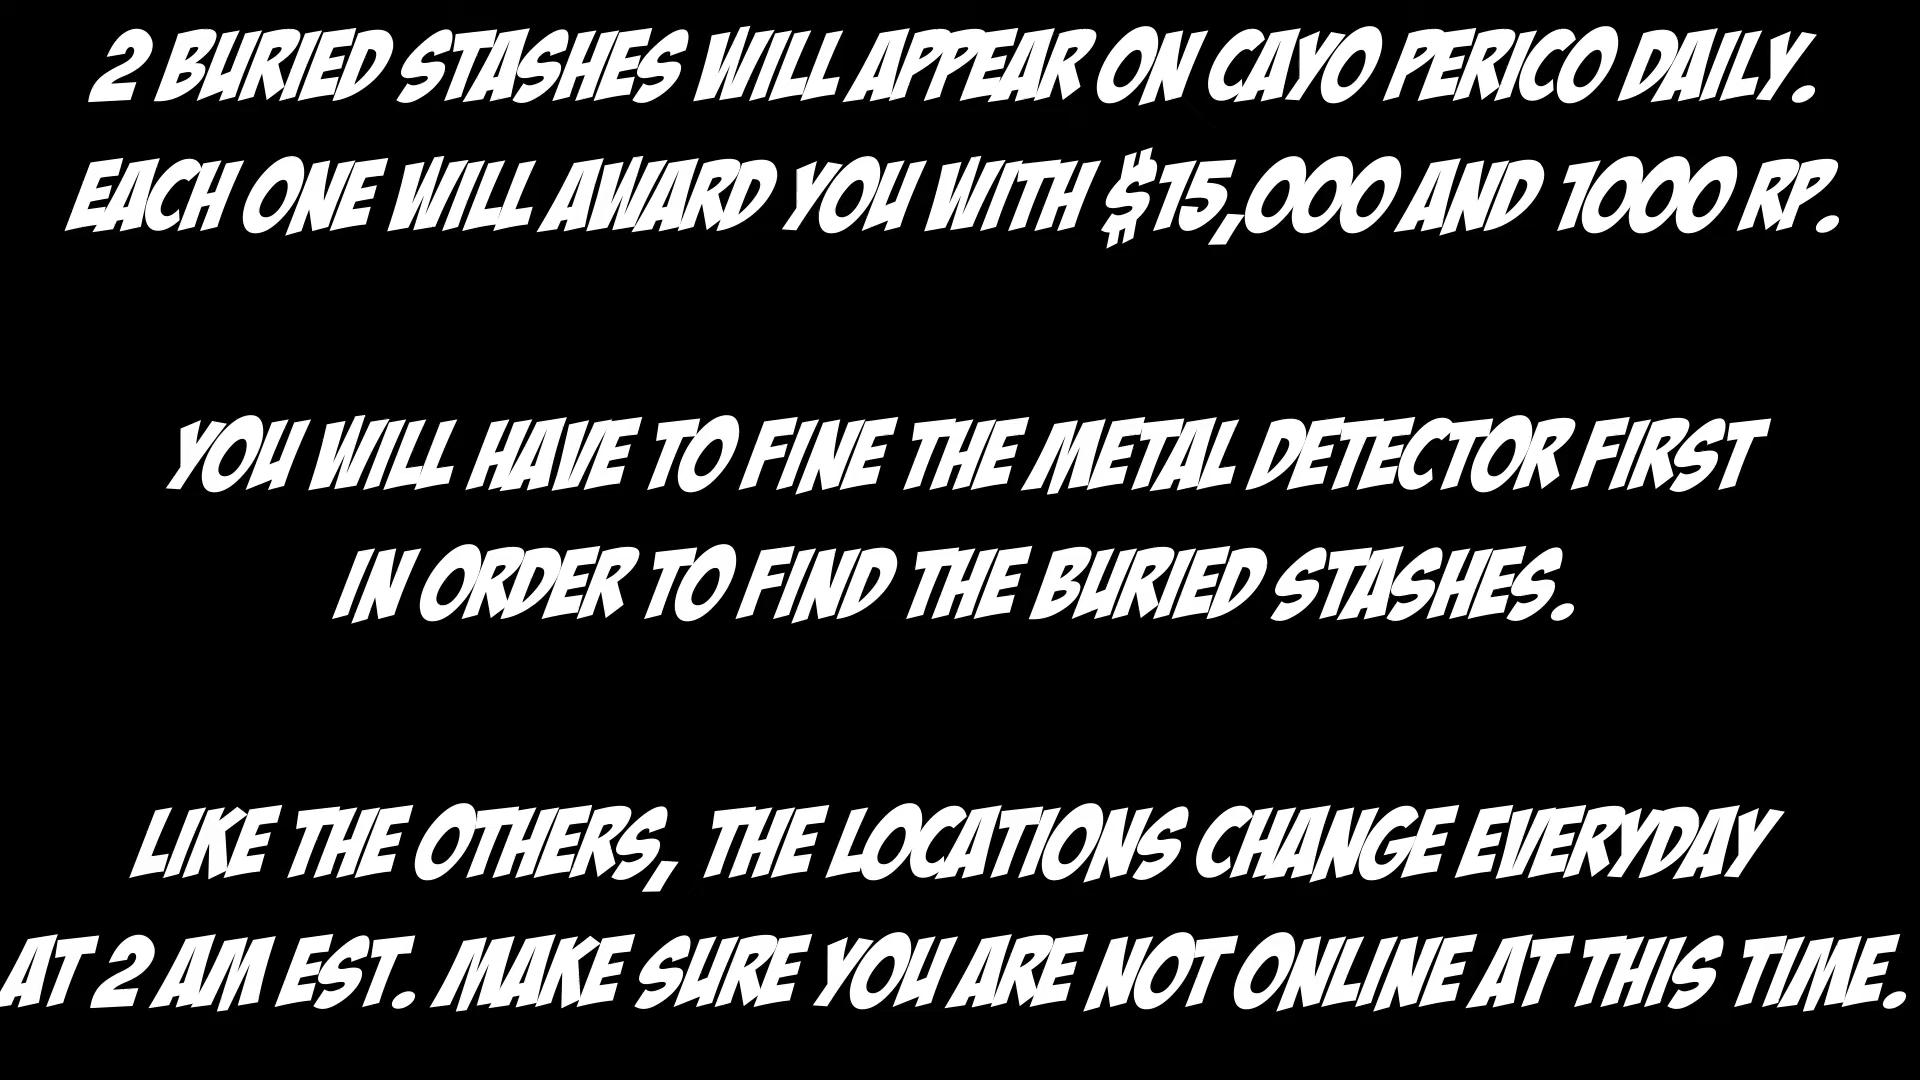 2 BURIED STASHES WILL APPEAR ON CAYO PERICO DAILY.
EACH ONE WILL AWARD YOU WITH $15,000 AND 1000 RP.
YOU WILL HAVE TO FINE THE METAL DETECTOR FIRST
IN ORDER TO FIND THE BURIED STASHES.
LIKE THE OTHERS, THE LOCATIONS CHANGE EVERYDAY
AT 2 AM EST. MAKE SURE YOU ARE NOT ONLINE AT THIS TIME.